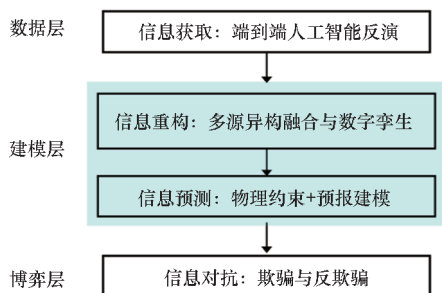 数据层
信息获取：端到端人工智能反演
建模层
信息重构：多源异构融合与数字孪生
信息预测：物理约束+预报建模
博弈层
信息对抗：欺骗与反欺骗